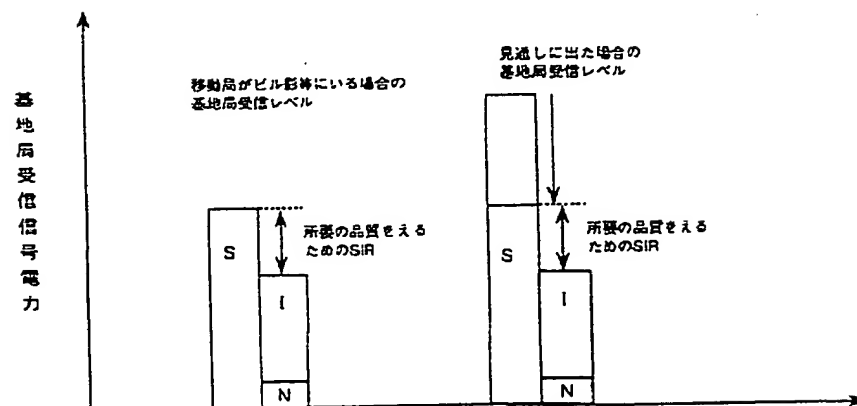 見通しに出た場合の
基地局受信レベル
移動局がビル影等にいる場合の
基地局受信レベル
基地局受信信号電力
所要の品質をえる
ためのSIR
所要の品質をえる
ためのSIR
S
I
N
S
I
N